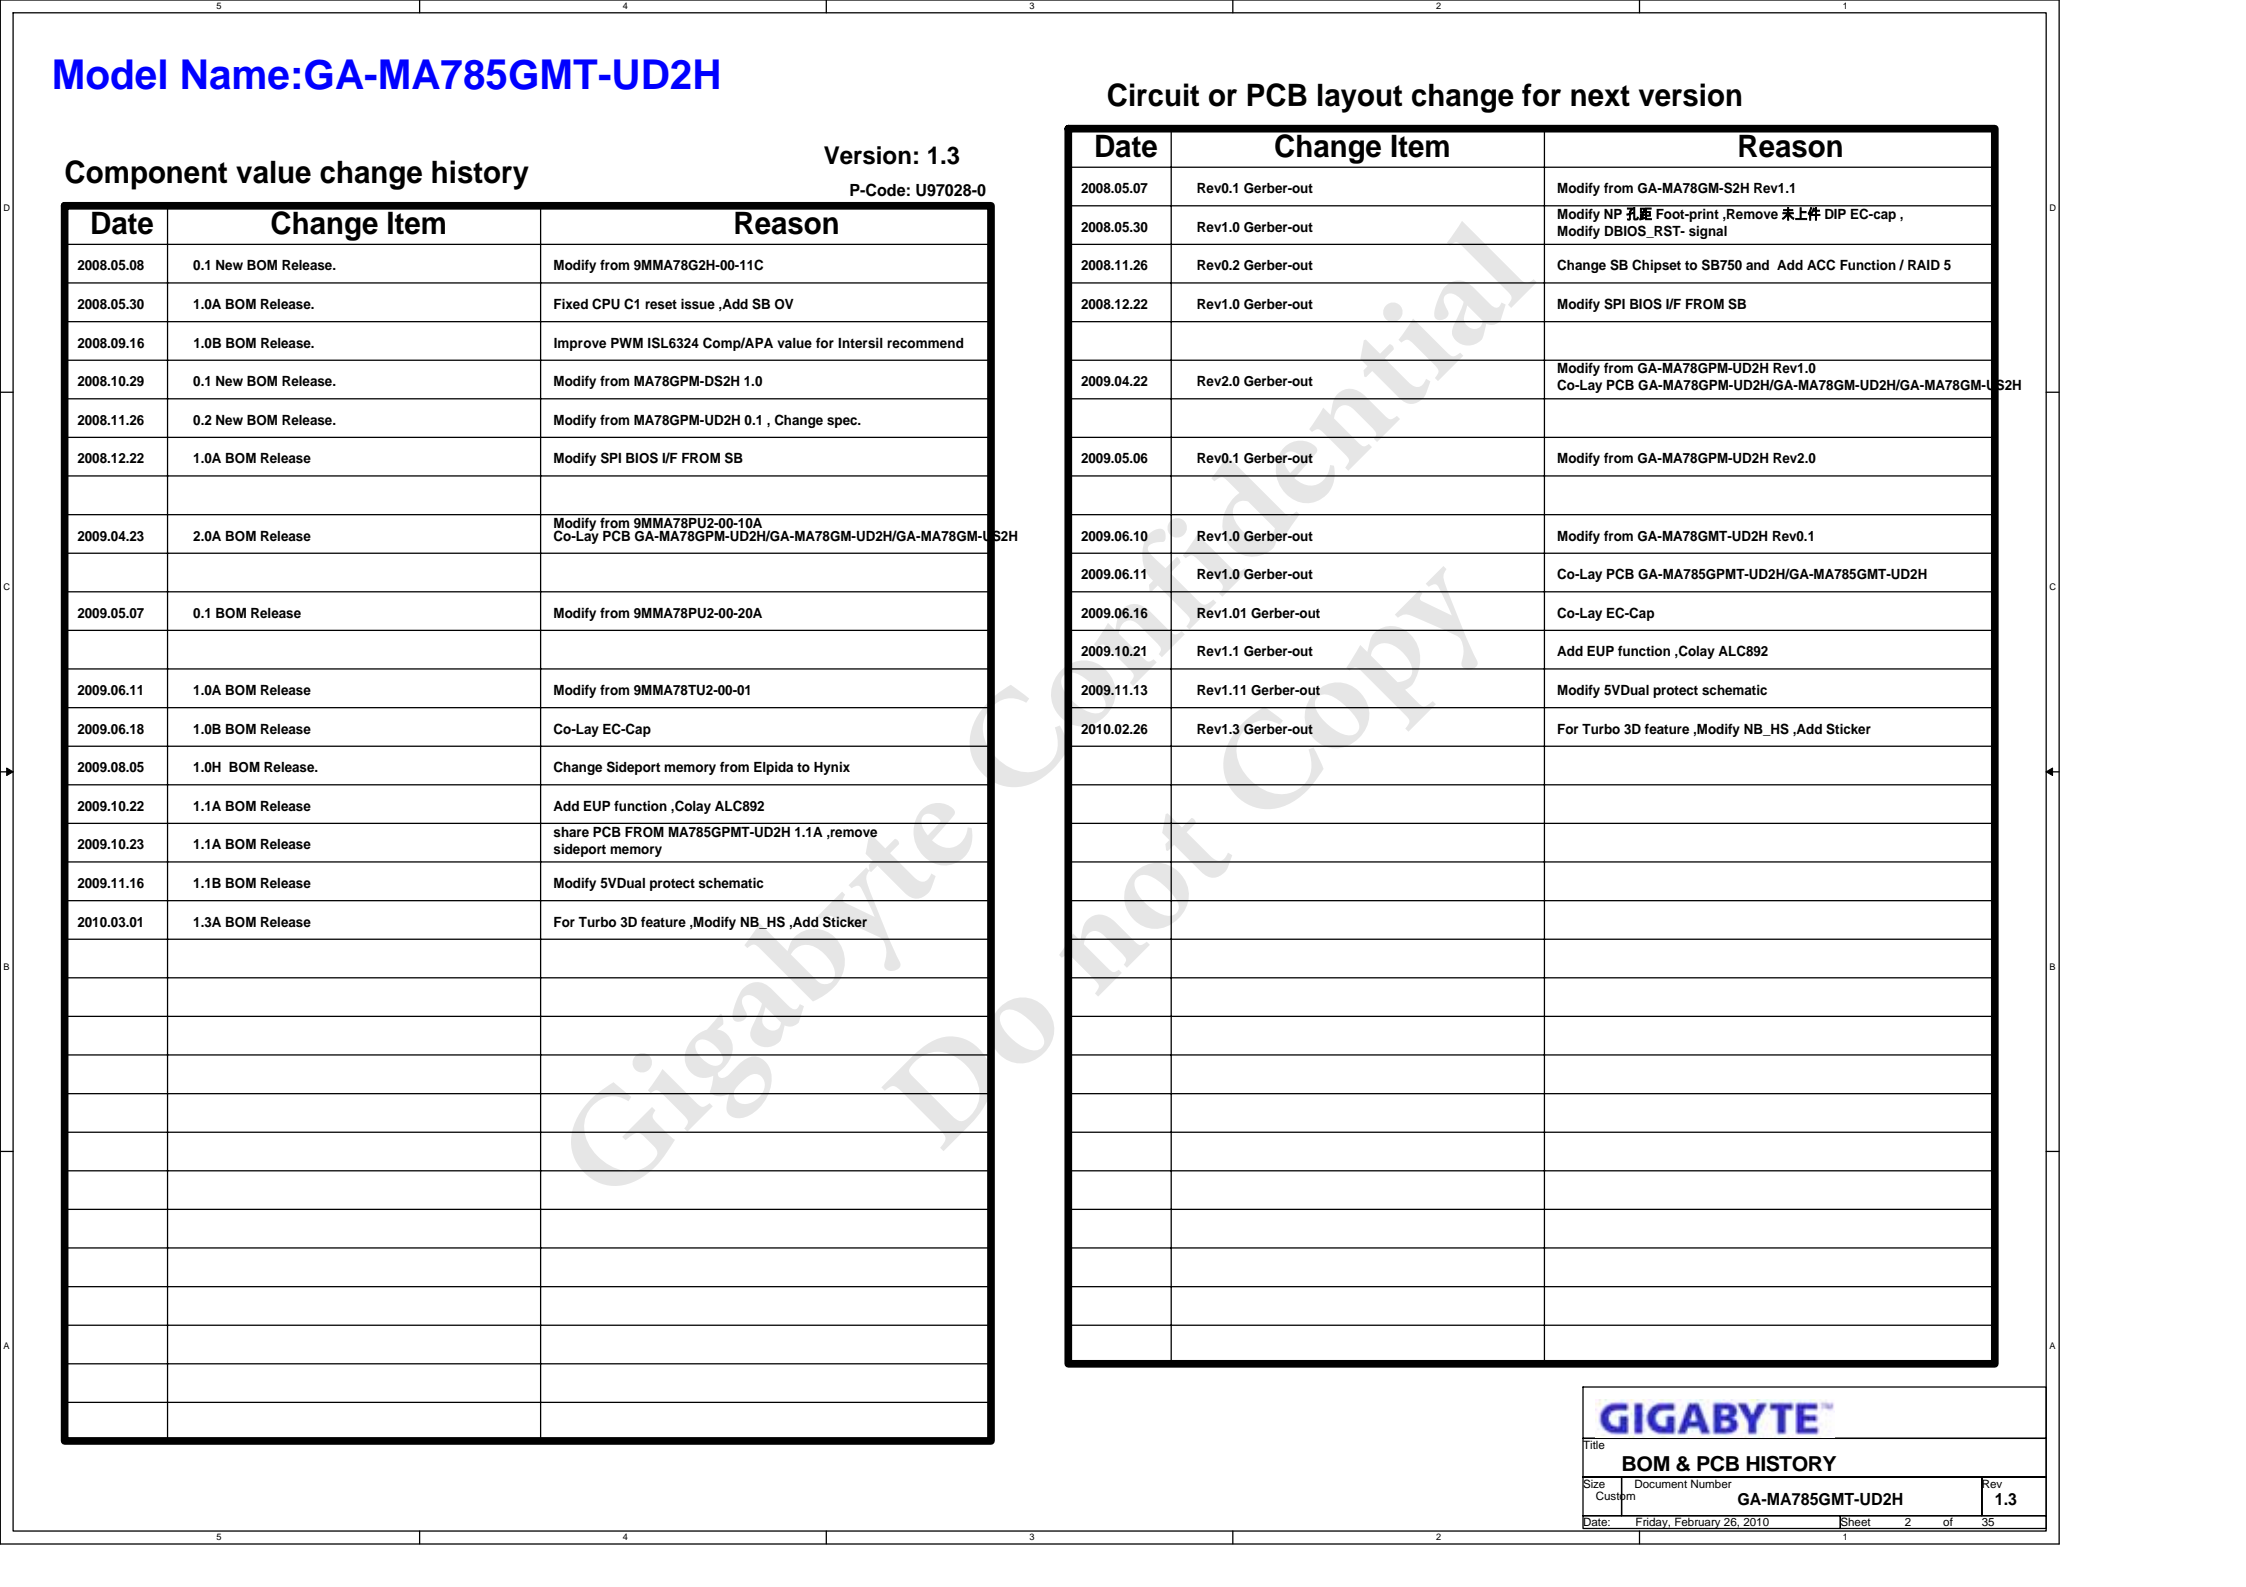 5 4 3 2 1
Model Name:GA-MA785GMT-UD2H
Component value change history
Version: 1.3
P-Code: U97028-0
Date Change Item Reason
2008.05.08 0.1 New BOM Release. Modify from 9MMA78G2H-00-11C
2008.05.30 1.0A BOM Release. Fixed CPU C1 reset issue ,Add SB OV
2008.09.16 1.0B BOM Release. Improve PWM ISL6324 Comp/APA value for Intersil recommend
2008.10.29 0.1 New BOM Release. Modify from MA78GPM-DS2H 1.0
2008.11.26 0.2 New BOM Release. Modify from MA78GPM-UD2H 0.1 , Change spec.
2008.12.22 1.0A BOM Release Modify SPI BIOS I/F FROM SB
2009.04.23 2.0A BOM Release Modify from 9MMA78PU2-00-10A
Co-Lay PCB GA-MA78GPM-UD2H/GA-MA78GM-UD2H/GA-MA78GM-US2H
2009.05.07 0.1 BOM Release Modify from 9MMA78PU2-00-20A
2009.06.11 1.0A BOM Release Modify from 9MMA78TU2-00-01
2009.06.18 1.0B BOM Release Co-Lay EC-Cap
2009.08.05 1.0H BOM Release. Change Sideport memory from Elpida to Hynix
2009.10.22 1.1A BOM Release Add EUP function ,Colay ALC892
2009.10.23 1.1A BOM Release share PCB FROM MA785GPMT-UD2H 1.1A ,remove
sideport memory
2009.11.16 1.1B BOM Release Modify 5VDual protect schematic
2010.03.01 1.3A BOM Release For Turbo 3D feature ,Modify NB_HS ,Add Sticker
Circuit or PCB layout change for next version
Date Change Item Reason
2008.05.07 Rev0.1 Gerber-out Modify from GA-MA78GM-S2H Rev1.1
2008.05.30 Rev1.0 Gerber-out Modify NP 孔距 Foot-print ,Remove 未上件 DIP EC-cap ,
Modify DBIOS_RST- signal
2008.11.26 Rev0.2 Gerber-out Change SB Chipset to SB750 and Add ACC Function / RAID 5
2008.12.22 Rev1.0 Gerber-out Modify SPI BIOS I/F FROM SB
2009.04.22 Rev2.0 Gerber-out Modify from GA-MA78GPM-UD2H Rev1.0
Co-Lay PCB GA-MA78GPM-UD2H/GA-MA78GM-UD2H/GA-MA78GM-US2H
2009.05.06 Rev0.1 Gerber-out Modify from GA-MA78GPM-UD2H Rev2.0
2009.06.10 Rev1.0 Gerber-out Modify from GA-MA78GMT-UD2H Rev0.1
2009.06.11 Rev1.0 Gerber-out Co-Lay PCB GA-MA785GPMT-UD2H/GA-MA785GMT-UD2H
2009.06.16 Rev1.01 Gerber-out Co-Lay EC-Cap
2009.10.21 Rev1.1 Gerber-out Add EUP function ,Colay ALC892
2009.11.13 Rev1.11 Gerber-out Modify 5VDual protect schematic
2010.02.26 Rev1.3 Gerber-out For Turbo 3D feature ,Modify NB_HS ,Add Sticker
Gigabyte Confidential
Do not Copy
D D
C C
B B
A A
GIGABYTE™
Title
BOM & PCB HISTORY
Size Document Number Rev
Custom GA-MA785GMT-UD2H 1.3
Date: Friday, February 26, 2010 Sheet 2 of 35
5 4 3 2 1